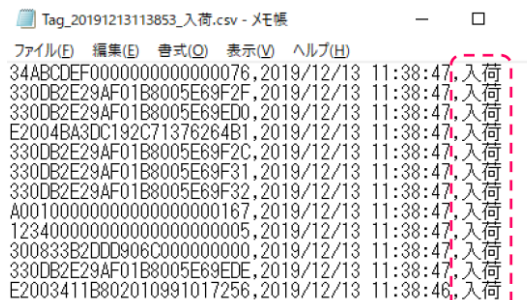 Tag_20191213113853_入荷.csv - メモ帳
ファイル(F) 編集(E) 書式(O) 表示(V) ヘルプ(H)
34ABCDEF0000000000000076,2019/12/13 11:38:47,入荷
330DB2E29AF01B8005E69F2F,2019/12/13 11:38:47,入荷
330DB2E29AF01B8005E69ED0,2019/12/13 11:38:47,入荷
E2004BA3DC192C71376264B1,2019/12/13 11:38:47,入荷
330DB2E29AF01B8005E69F2C,2019/12/13 11:38:47,入荷
330DB2E29AF01B8005E69F31,2019/12/13 11:38:47,入荷
330DB2E29AF01B8005E69F32,2019/12/13 11:38:47,入荷
A00100000000000000000167,2019/12/13 11:38:47,入荷
123400000000000000000005,2019/12/13 11:38:47,入荷
300833B2DDD906C000000000,2019/12/13 11:38:47,入荷
330DB2E29AF01B8005E69EDE,2019/12/13 11:38:47,入荷
E2003411B802010991017256,2019/12/13 11:38:46,入荷